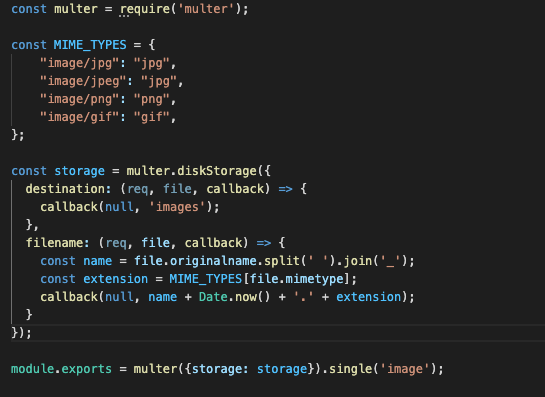 const multer = require('multer');
const MIME_TYPES = {
"image/jpg": "jpg",
"image/jpeg": "jpg",
"image/png": "png",
"image/gif": "gif",
};
const storage = multer.diskStorage({
destination: (req, file, callback) => {
callback(null, 'images');
},
filename: (req, file, callback) => {
const name = file.originalname.split(' ').join('_');
const extension = MIME_TYPES[file.mimetype];
callback(null, name + Date.now() + '.' + extension);
}
});
module.exports = multer({storage: storage}).single('image');